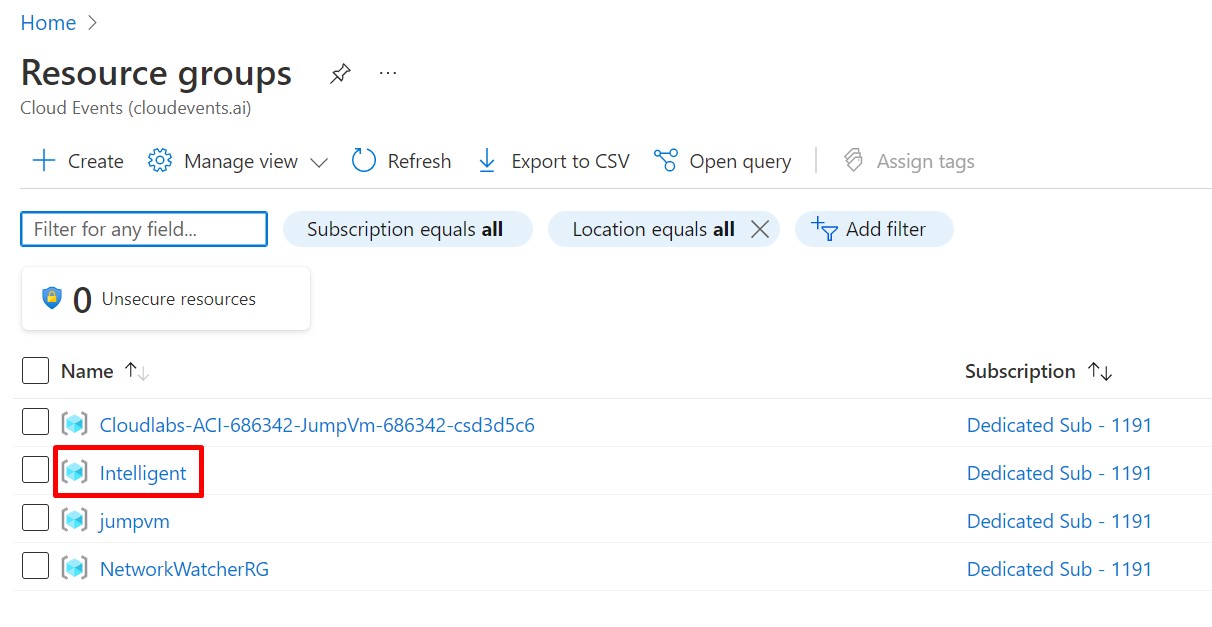 Home
Resource groups
Cloud Events (cloudevents.ai)
Create Manage view Refresh Export to CSV Open query Assign tags
Filter for any field... Subscription equals all Location equals all Add filter
0 Unsecure resources
Name Subscription
Cloudlabs-ACI-686342-JumpVm-686342-csd3d5c6 Dedicated Sub - 1191
Intelligent Dedicated Sub - 1191
jumpvm Dedicated Sub - 1191
NetworkWatcherRG Dedicated Sub - 1191